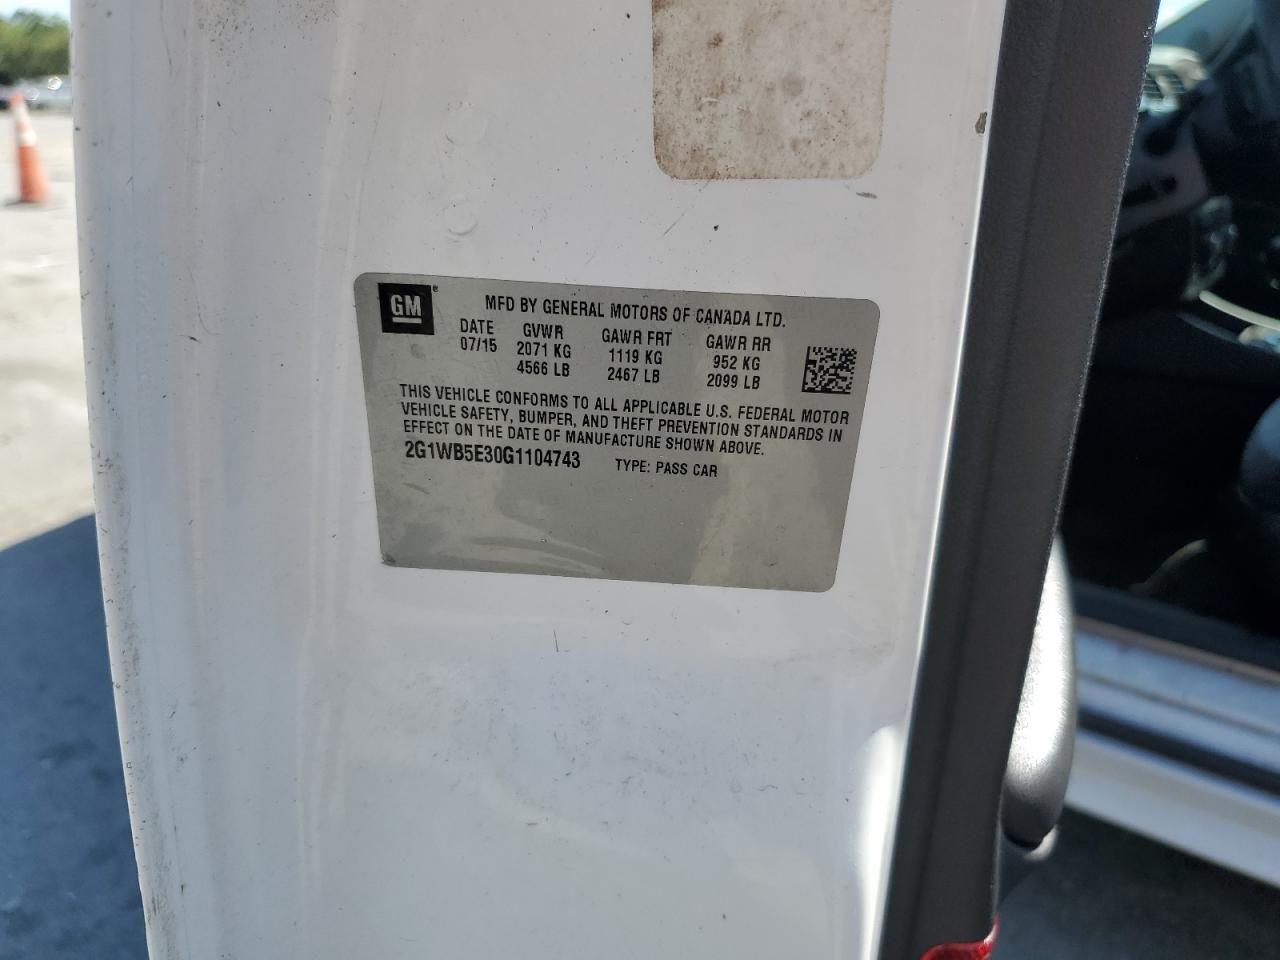 GM®
MFD BY GENERAL MOTORS OF CANADA LTD.
DATE GVWR GAWR FRT GAWR RR
07/15 2071 KG 1119 KG 952 KG
4566 LB 2467 LB 2099 LB
THIS VEHICLE CONFORMS TO ALL APPLICABLE U.S. FEDERAL MOTOR
VEHICLE SAFETY, BUMPER, AND THEFT PREVENTION STANDARDS IN
EFFECT ON THE DATE OF MANUFACTURE SHOWN ABOVE.
2G1WB5E30G1104743 TYPE: PASS CAR